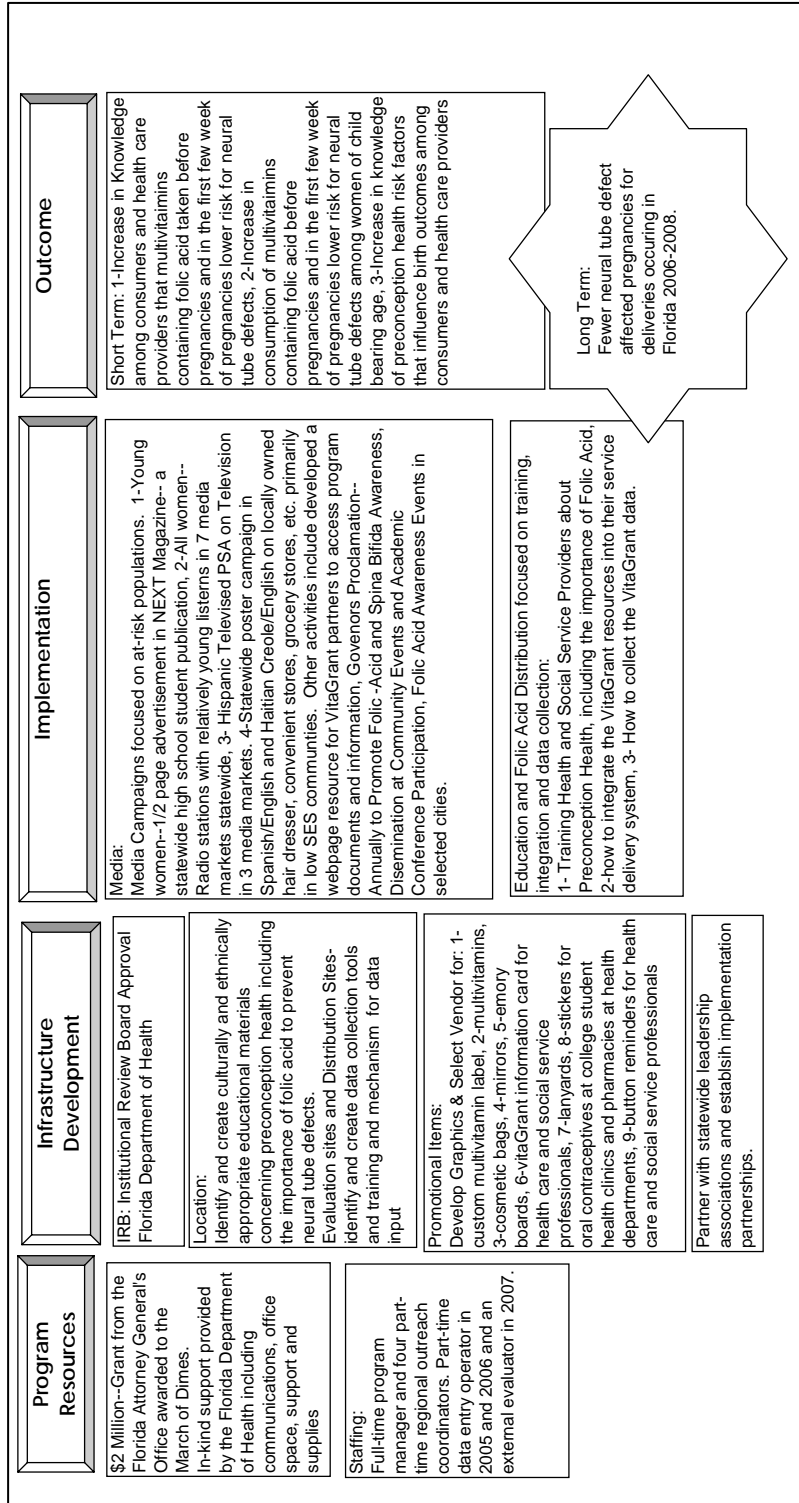 Program
Resources
$2 Million--Grant from the
Florida Attorney General's
Office awarded to the
March of Dimes.
In-kind support provided
by the Florida Department
of Health including
communications, office
space, support and
supplies
Staffing:
Full-time program
manager and four part-
time regional outreach
coordinators. Part-time
data entry operator in
2005 and 2006 and an
external evaluator in 2007.
Infrastructure
Development
IRB: Institutional Review Board Approval
Florida Department of Health
Location:
Identify and create culturally and ethnically
appropriate educational materials
concerning preconception health including
the importance of folic acid to prevent
neural tube defects.
Evaluation sites and Distribution Sites-
identify and create data collection tools
and training and mechanism for data
input
Promotional Items:
Develop Graphics & Select Vendor for: 1-
custom multivitamin label, 2-multivitamins,
3-cosmetic bags, 4-mirrors, 5-emory
boards, 6-vitaGrant information card for
health care and social service
professionals, 7-lanyards, 8-stickers for
oral contraceptives at college student
health clinics and pharmacies at health
departments, 9-button reminders for health
care and social service professionals
Partner with statewide leadership
associations and establsih implementation
partnerships.
Implementation
Media:
Media Campaigns focused on at-risk populations. 1-Young
women--1/2 page advertisement in NEXT Magazine-- a
statewide high school student publication, 2-All women--
Radio stations with relatively young listerns in 7 media
markets statewide, 3- Hispanic Televised PSA on Television
in 3 media markets. 4-Statewide poster campaign in
Spanish/English and Haitian Creole/English on locally owned
hair dresser, convenient stores, grocery stores, etc. primarily
in low SES communities. Other activities include developed a
webpage resource for VitaGrant partners to access program
documents and information, Govenors Proclamation--
Annually to Promote Folic -Acid and Spina Bifida Awareness,
Disemination at Community Events and Academic
Conference Participation, Folic Acid Awareness Events in
selected cities.
Education and Folic Acid Distribution focused on training,
integration and data collection:
1- Training Health and Social Service Providers about
Preconception Health, including the importance of Folic Acid,
2-how to integrate the VitaGrant resources into their service
delivery system, 3- How to collect the VitaGrant data.
Outcome
Short Term: 1-Increase in Knowledge
among consumers and health care
providers that multivitaimins
containing folic acid taken before
pregnancies and in the first few week
of pregnancies lower risk for neural
tube defects, 2-Increase in
consumption of multivitaimins
containing folic acid before
pregnancies and in the first few week
of pregnancies lower risk for neural
tube defects among women of child
bearing age, 3-Increase in knowledge
of preconception health risk factors
that influence birth outcomes among
consumers and health care providers
Long Term:
Fewer neural tube defect
affected pregnancies for
deliveries occuring in
Florida 2006-2008.